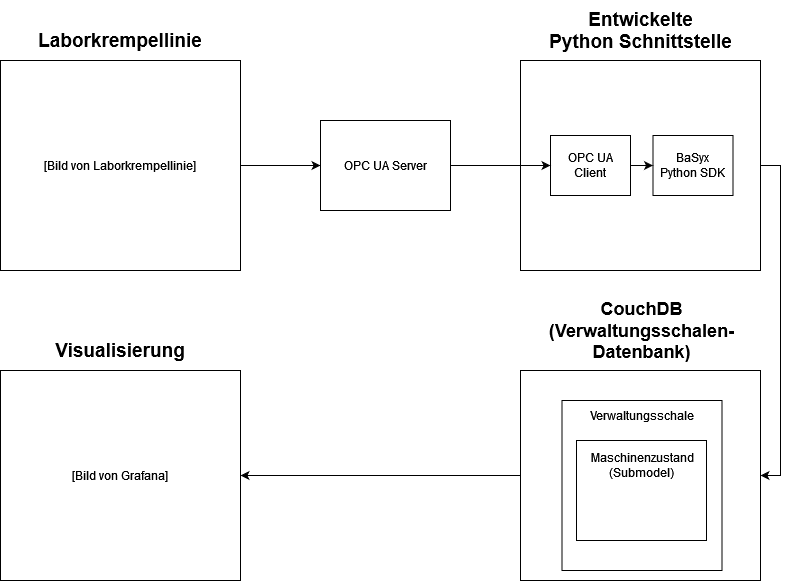 Laborkrempellinie
Entwickelte
Python Schnittstelle
[Bild von Laborkrempellinie]
OPC UA Server
OPC UA
Client
BaSyx
Python SDK
Visualisierung
CouchDB
(Verwaltungsschalen-
Datenbank)
[Bild von Grafana]
Verwaltungsschale
Maschinenzustand
(Submodel)